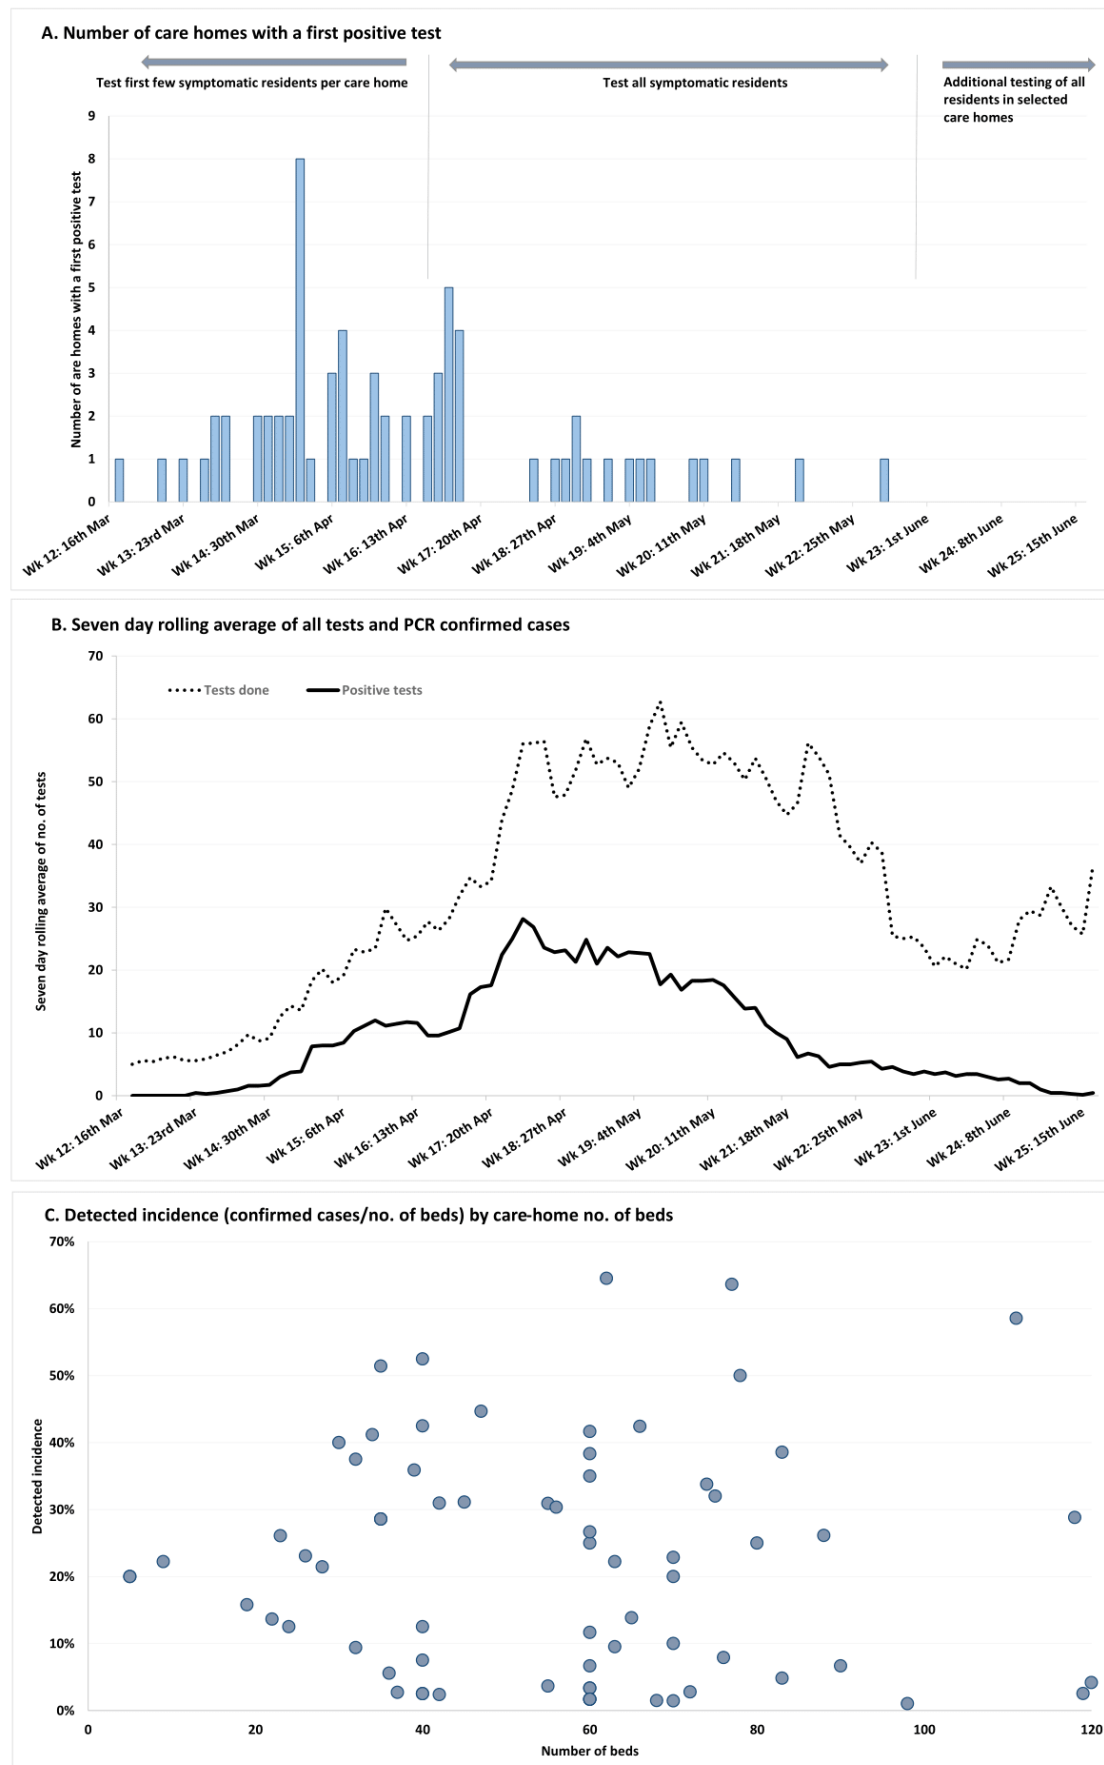 A. Number of care homes with a first positive test
Test first few symptomatic residents per care home
Test all symptomatic residents
Additional testing of all
residents in selected
care homes
Number of are homes with a first positive test
9
8
7
6
5
4
3
2
1
0
Wk 12: 16th Mar
Wk 13: 23rd Mar
Wk 14: 30th Mar
Wk 15: 6th Apr
Wk 16: 13th Apr
Wk 17: 20th Apr
Wk 18: 27th Apr
Wk 19: 4th May
Wk 20: 11th May
Wk 21: 18th May
Wk 22: 25th May
Wk 23: 1st June
Wk 24: 8th June
Wk 25: 15th June
B. Seven day rolling average of all tests and PCR confirmed cases
Tests done
Positive tests
Seven day rolling average of no. of tests
70
60
50
40
30
20
10
0
Wk 12: 16th Mar
Wk 13: 23rd Mar
Wk 14: 30th Mar
Wk 15: 6th Apr
Wk 16: 13th Apr
Wk 17: 20th Apr
Wk 18: 27th Apr
Wk 19: 4th May
Wk 20: 11th May
Wk 21: 18th May
Wk 22: 25th May
Wk 23: 1st June
Wk 24: 8th June
Wk 25: 15th June
C. Detected incidence (confirmed cases/no. of beds) by care-home no. of beds
Detected incidence
70%
60%
50%
40%
30%
20%
10%
0%
0
20
40
60
80
100
120
Number of beds